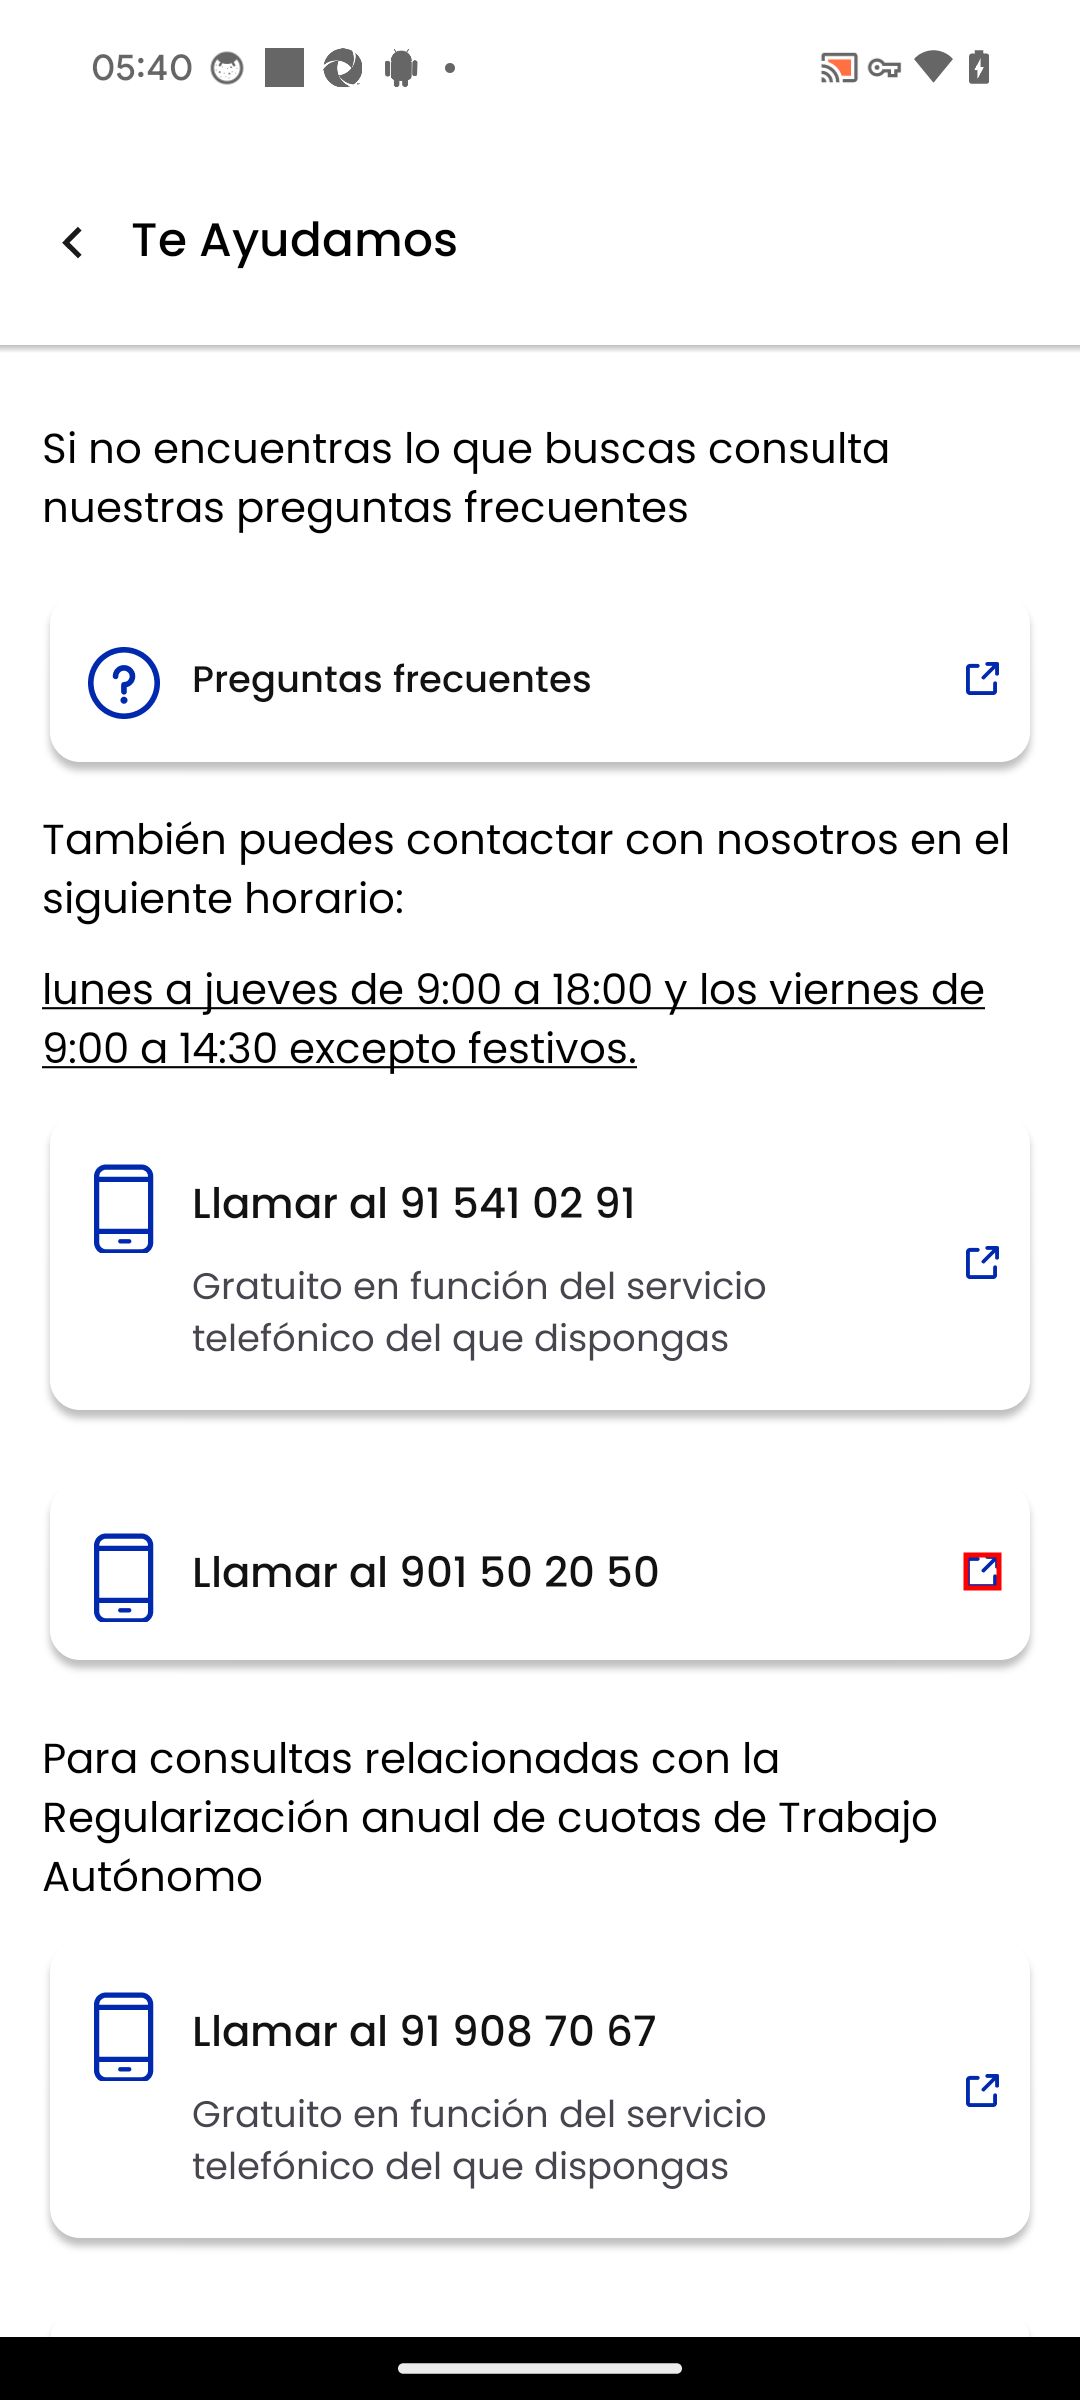 05:40
Te Ayudamos
Si no encuentras lo que buscas consulta
nuestras preguntas frecuentes
Preguntas frecuentes
También puedes contactar con nosotros en el
siguiente horario:
lunes a jueves de 9:00 a 18:00 y los viernes de
9:00 a 14:30 excepto festivos.
Llamar al 91 541 02 91
Gratuito en función del servicio
telefónico del que dispongas
Llamar al 901 50 20 50
Para consultas relacionadas con la
Regularización anual de cuotas de Trabajo
Autónomo
Llamar al 91 908 70 67
Gratuito en función del servicio
telefónico del que dispongas